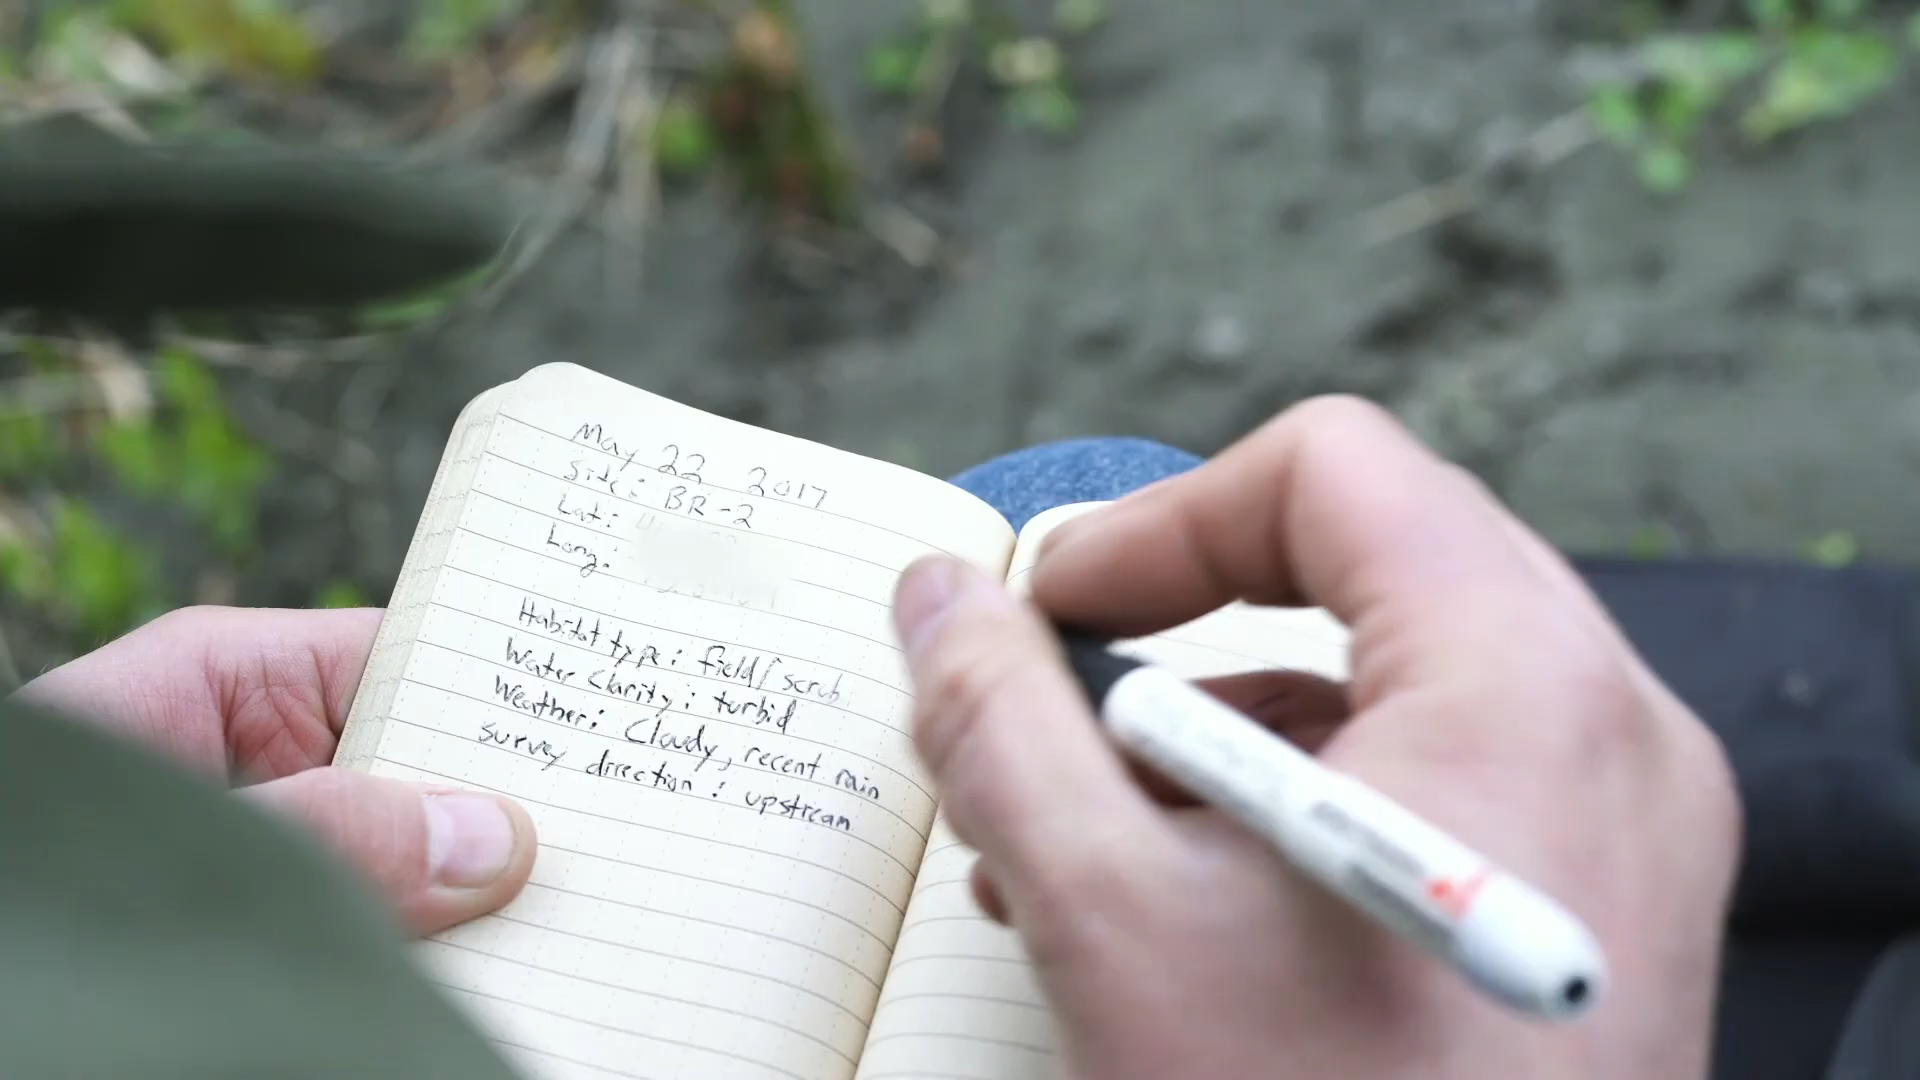 May 22 2017
Site: BR-2
Lat:
Long:
Habitat type: field/scrub
Water Clarity: turbid
Weather: Cloudy, recent rain
survey direction: upstream